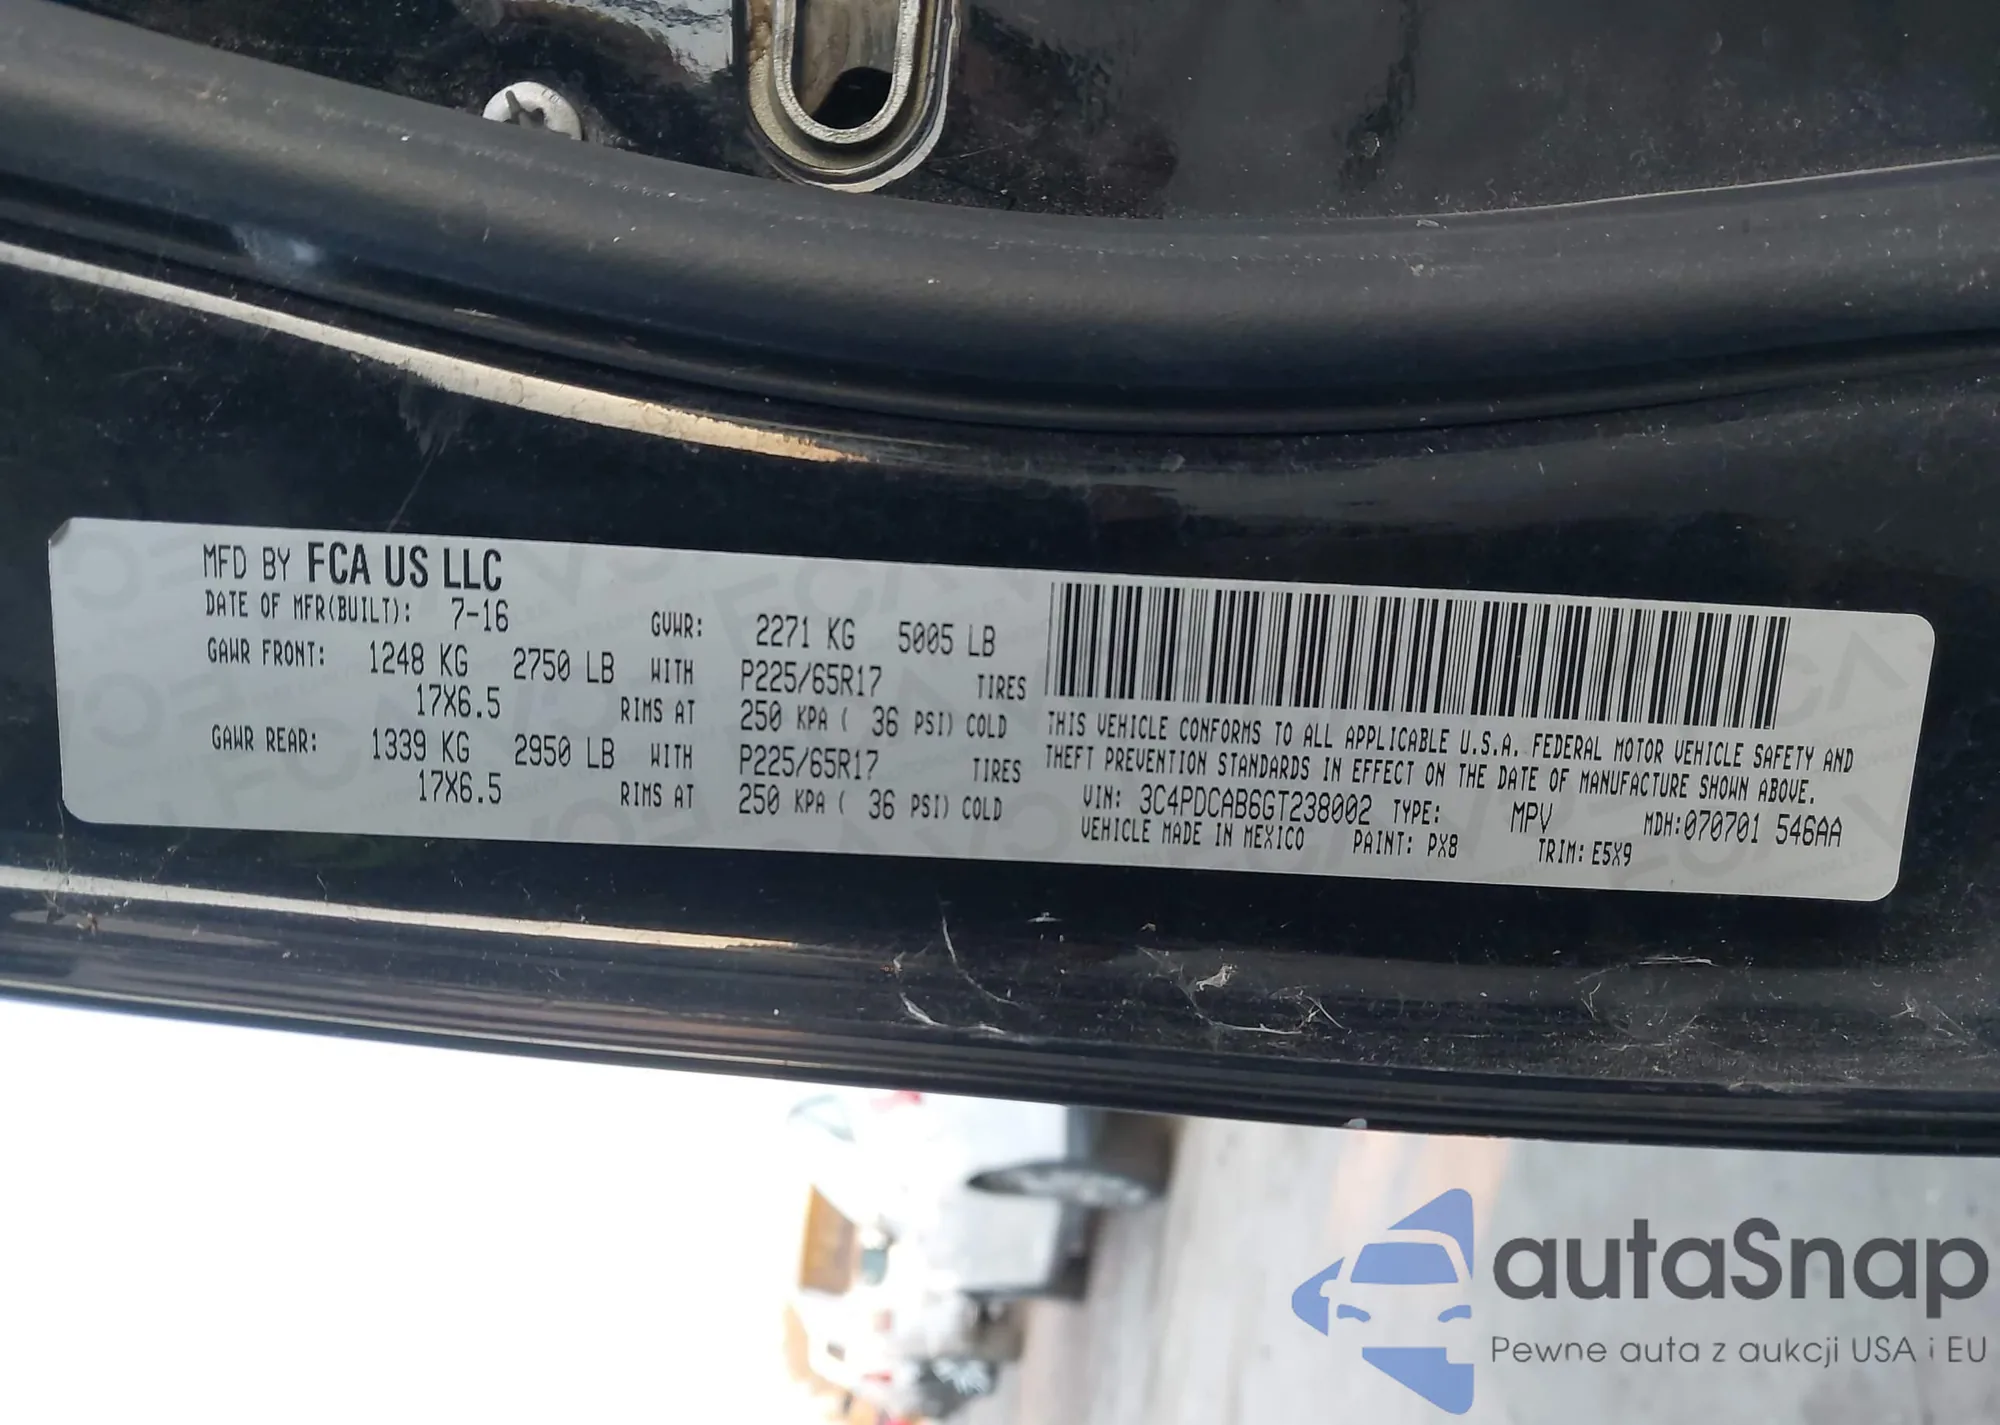 MFD BY FCA US LLC
DATE OF MFR(BUILT): 7-16 GVWR: 2271 KG 5005 LB
GAWR FRONT: 1248 KG 2750 LB WITH P225/65R17 TIRES
17X6.5 RIMS AT 250 KPA ( 36 PSI) COLD
GAWR REAR: 1339 KG 2950 LB WITH P225/65R17 TIRES
17X6.5 RIMS AT 250 KPA ( 36 PSI) COLD
THIS VEHICLE CONFORMS TO ALL APPLICABLE U.S.A. FEDERAL MOTOR VEHICLE SAFETY AND
THEFT PREVENTION STANDARDS IN EFFECT ON THE DATE OF MANUFACTURE SHOWN ABOVE.
VIN: 3C4PDCAB6GT238002 TYPE: MPV MDH:070701 546AA
VEHICLE MADE IN MEXICO PAINT: PX8 TRIM: E5X9
autaSnap
Pewne auta z aukcji USA i EU